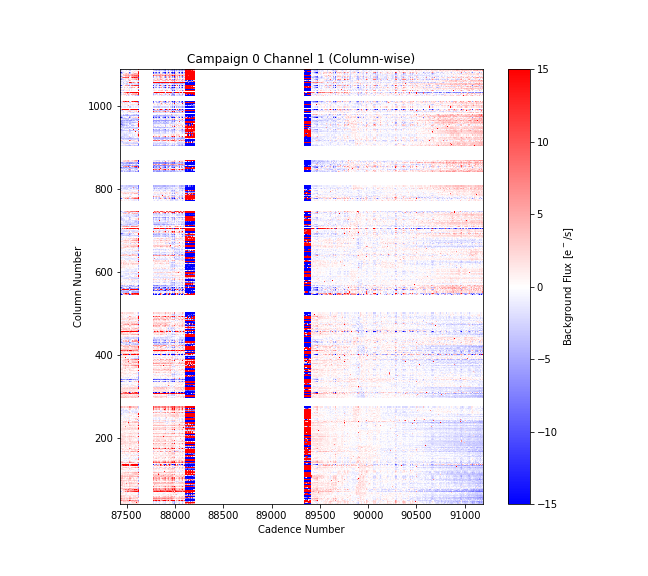 Campaign 0 Channel 1 (Column-wise)
1000
800
600
400
200
Column Number
87500 88000 88500 89000 89500 90000 90500 91000
Cadence Number
15
10
5
0
−5
−10
−15
Background Flux [e⁻/s]